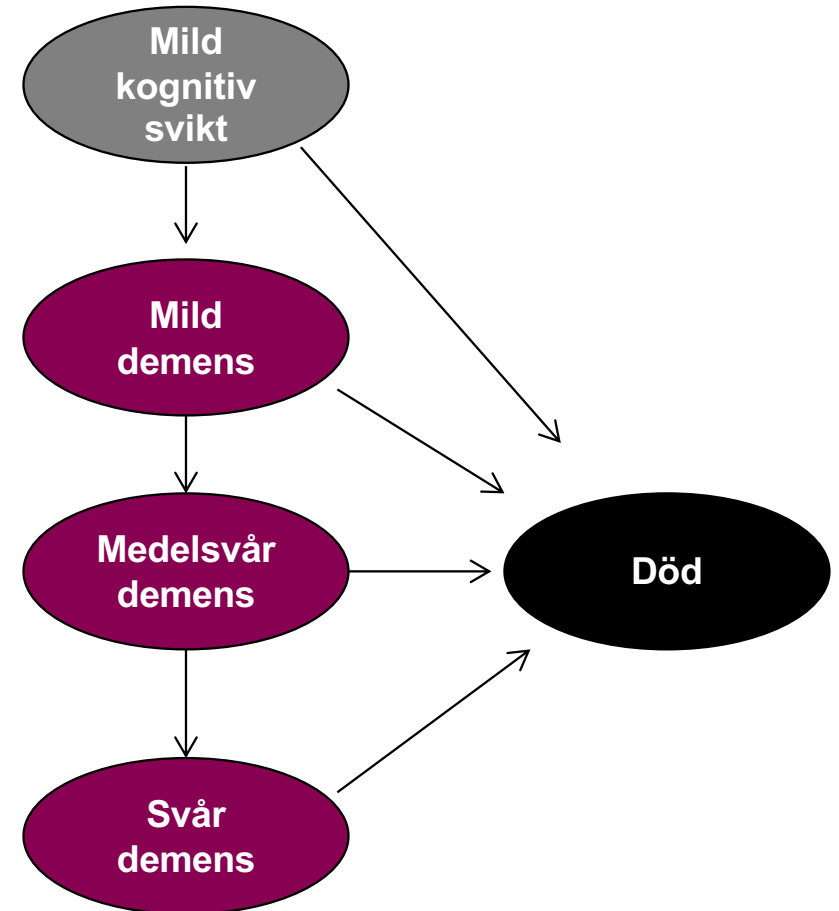 Mild
kognitiv
svikt
Mild
demens
Medelsvår
demens
Död
Svår
demens